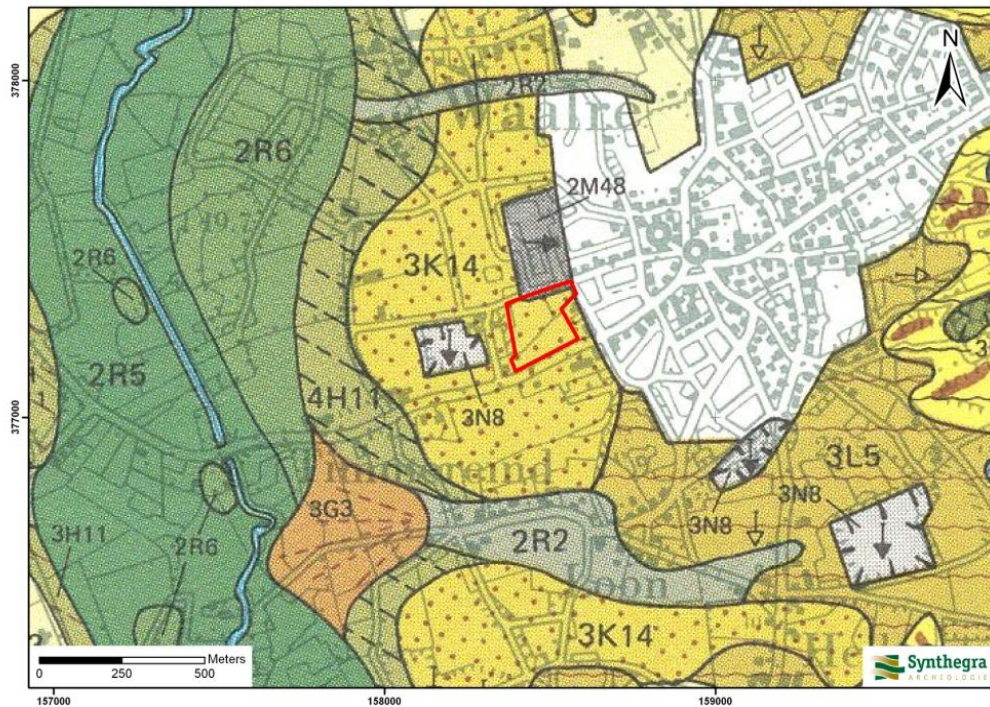 N
378000
2R2
Waalre
2R6
2M48
3K14
2R6
2R5
4H11
3N8
377000
3L5
3G3
3N8
3N8
3H11
2R6
2R2
Loon
3K14
Meters
0 250 500
Synthegra
ARCHEOLOGIE
157000 158000 159000